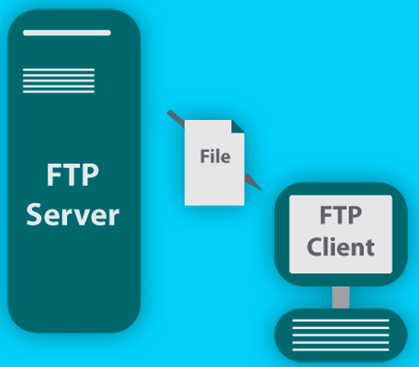 FTP
Server
File
FTP
Client